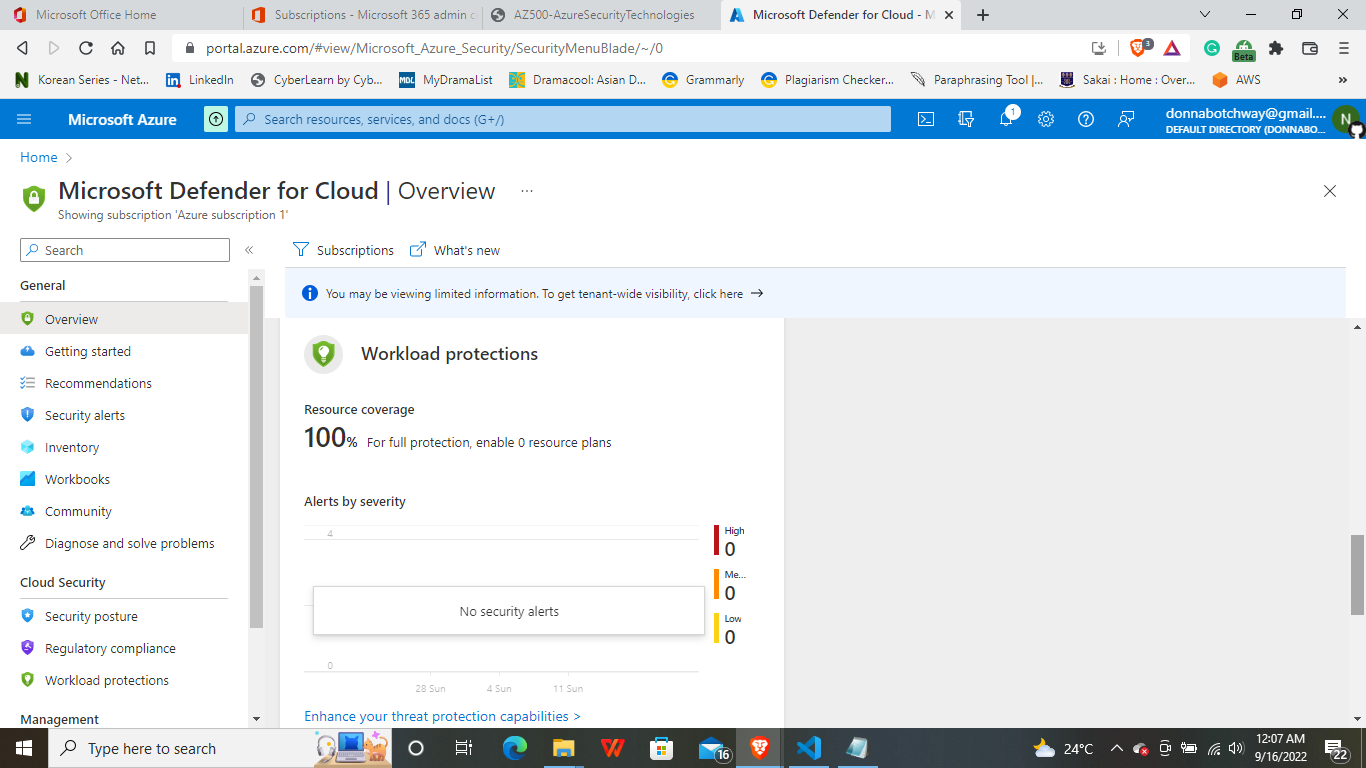 Microsoft Office Home
Subscriptions - Microsoft 365 admin c
AZ500-AzureSecurityTechnologies
Microsoft Defender for Cloud - M
portal.azure.com/#view/Microsoft_Azure_Security/SecurityMenuBlade/~/0
3
Beta
Korean Series - Net...
LinkedIn
CyberLearn by Cyb...
MDL
MyDramaList
Dramacool: Asian D...
Grammarly
Plagiarism Checker...
Paraphrasing Tool |...
Sakai : Home : Over...
AWS
»
Microsoft Azure
Search resources, services, and docs (G+/)
1
donnabotchway@gmail....
DEFAULT DIRECTORY (DONNABO...
N
Home >
Microsoft Defender for Cloud | Overview
...
Showing subscription 'Azure subscription 1'
Search
«
Subscriptions
What's new
General
You may be viewing limited information. To get tenant-wide visibility, click here →
Overview
Getting started
Recommendations
Security alerts
Inventory
Workbooks
Community
Diagnose and solve problems
Cloud Security
Security posture
Regulatory compliance
Workload protections
Management
Workload protections
Resource coverage
100% For full protection, enable 0 resource plans
Alerts by severity
4
High
0
Me...
0
No security alerts
Low
0
0
28 Sun
4 Sun
11 Sun
Enhance your threat protection capabilities >
Type here to search
16
24°C
12:07 AM
9/16/2022
22